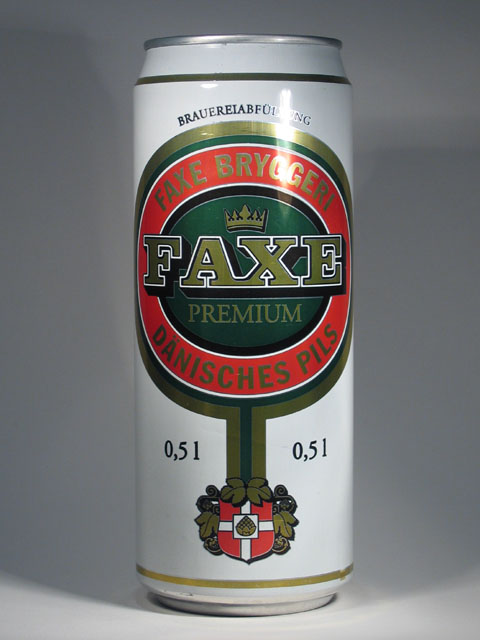 BRAUEREIABFÜLLUNG
FAXE BRYGGERI
FAXE
PREMIUM
DÄNISCHES PILS
0,5 l 0,5 l